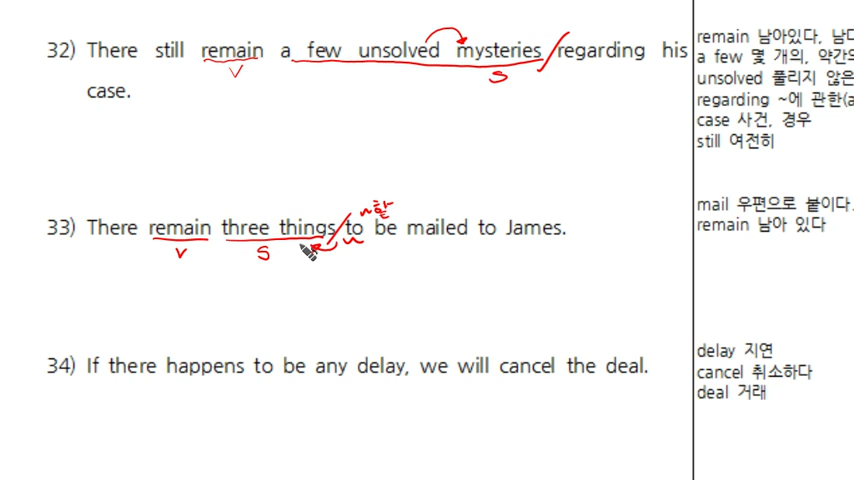 32) There still remain a few unsolved mysteries regarding his
case.
V
S
remain 남아있다, 남다
a few 몇 개의, 약간의
unsolved 풀리지 않은
regarding ~에 관한(
case 사건, 경우
still 여전히
~할
33) There remain three things to be mailed to James.
V
S
mail 우편으로 붙이다.
remain 남아 있다
34) If there happens to be any delay, we will cancel the deal.
delay 지연
cancel 취소하다
deal 거래